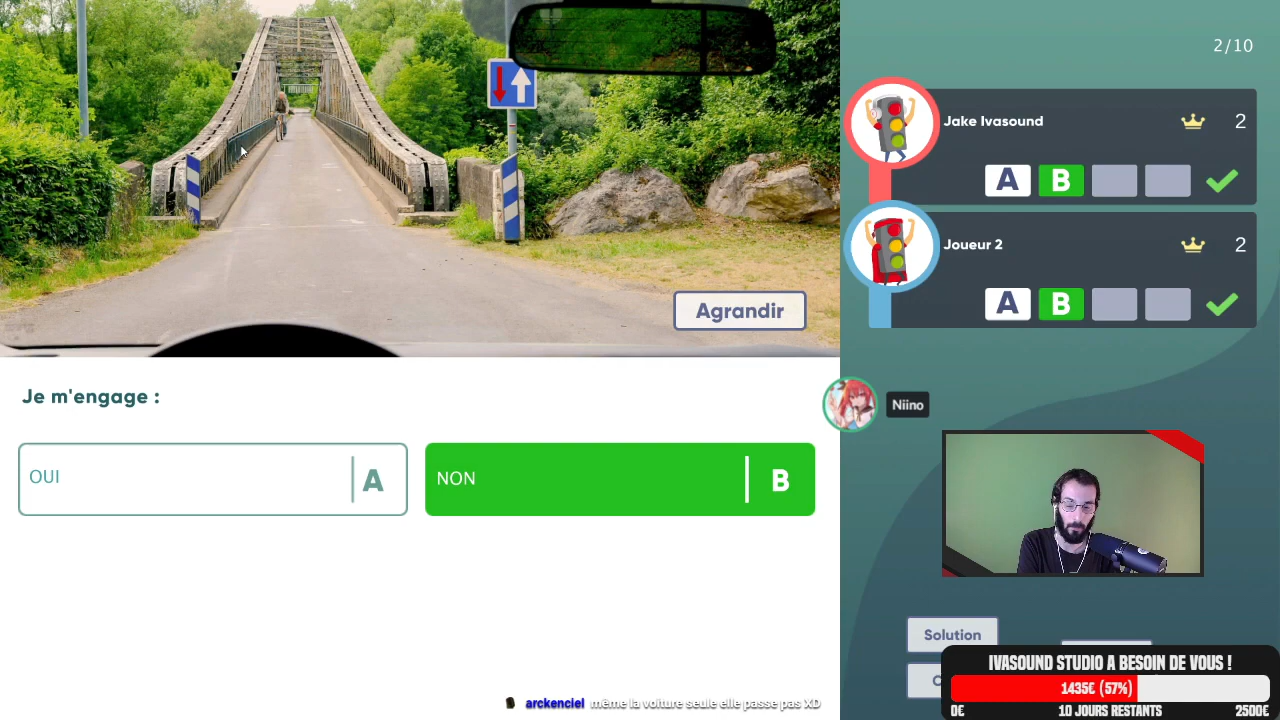 2/10
Jake Ivasound
2
A B
Joueur 2
2
A B
Agrandir
Je m'engage :
OUI A
NON B
Niino
Solution
C
IVASOUND STUDIO A BESOIN DE VOUS !
1435€ (57%)
0€ 10 JOURS RESTANTS 2500€
arckenciel même la voiture seule elle passe pas XD